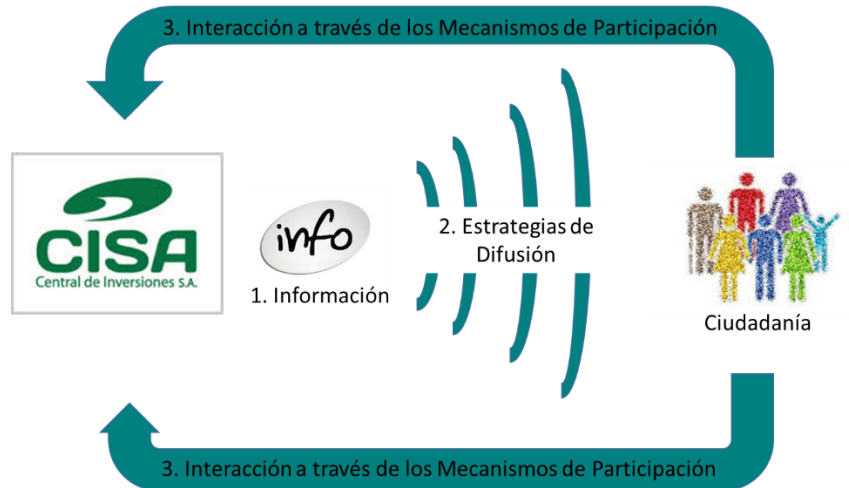 3. Interacción a través de los Mecanismos de Participación
CISA
Central de Inversiones S.A.
info
1. Información
2. Estrategias de
Difusión
Ciudadanía
3. Interacción a través de los Mecanismos de Participación